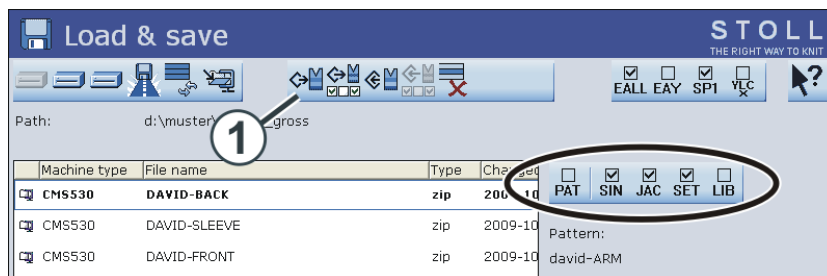 Load & save
STOLL
THE RIGHT WAY TO KNIT
EALL EAY SP1 YLC
?
Path: d:\muster\ gross
1
Machine type File name Type Changed
PAT SIN JAC SET LIB
CMS530 DAVID-BACK zip 10
CMS530 DAVID-SLEEVE zip 2009-10
Pattern:
CMS530 DAVID-FRONT zip 2009-10
david-ARM